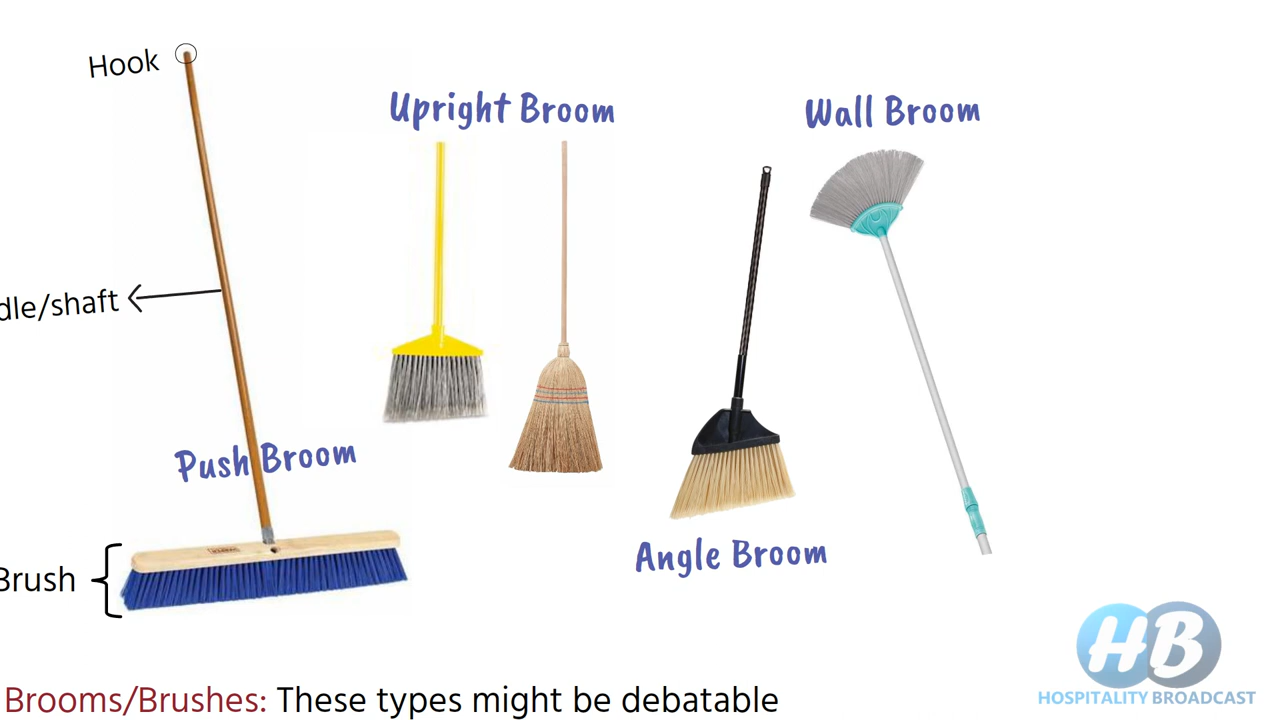 Hook
Upright Broom
Wall Broom
dle/shaft
Push Broom
Angle Broom
Brush
Brooms/Brushes: These types might be debatable
HB
HOSPITALITY BROADCAST